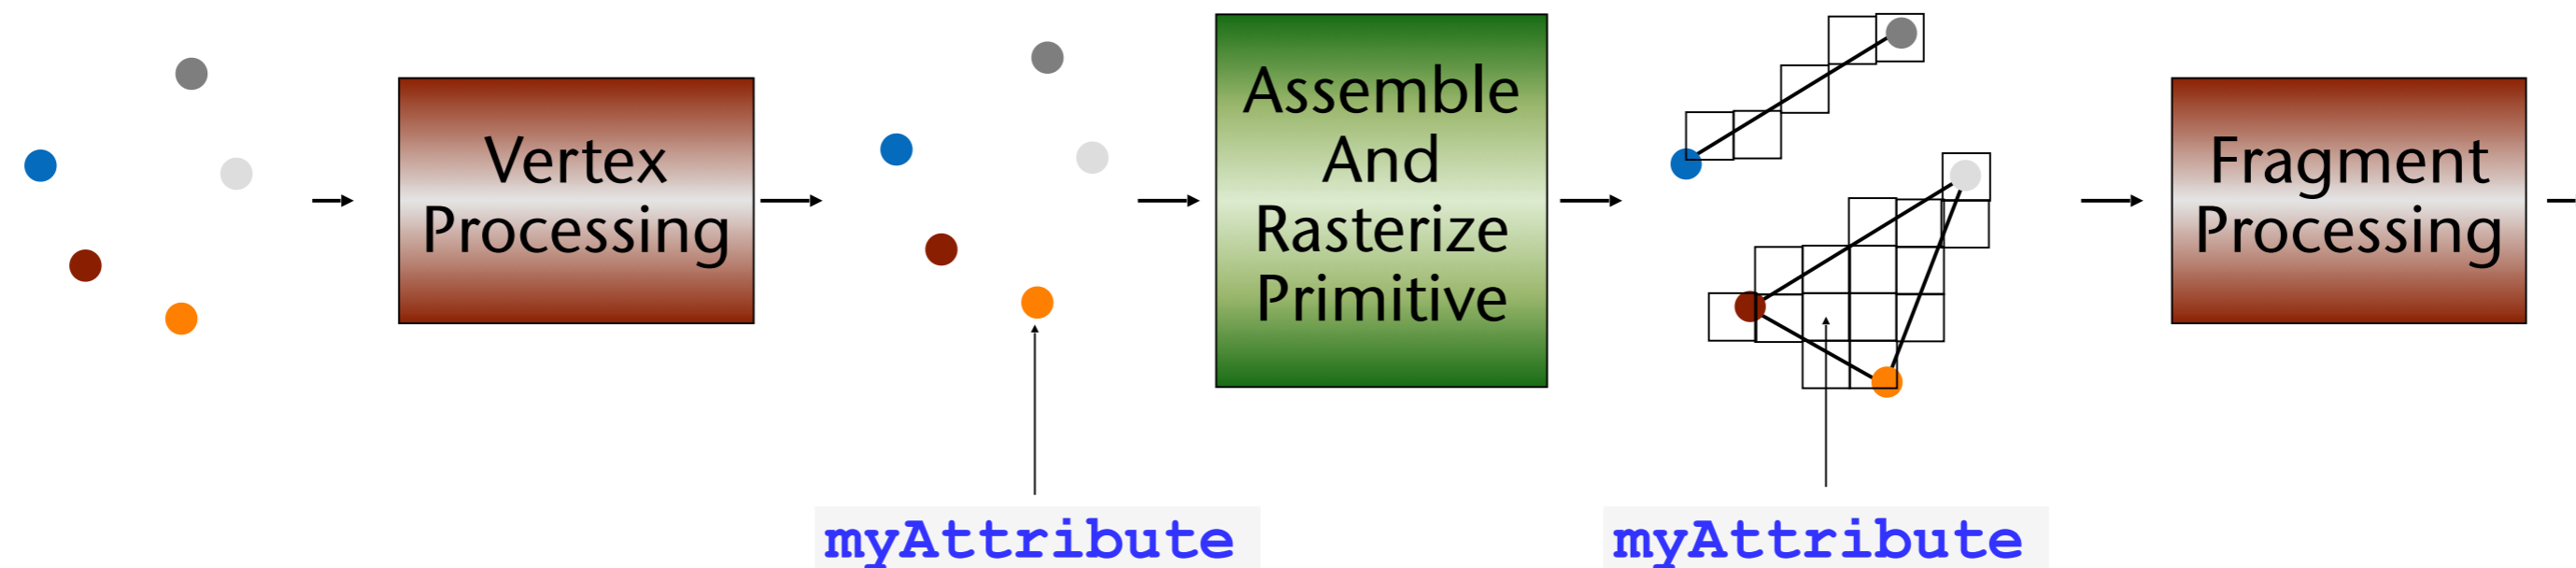 Vertex
Processing
Assemble
And
Rasterize
Primitive
Fragment
Processing
myAttribute
myAttribute